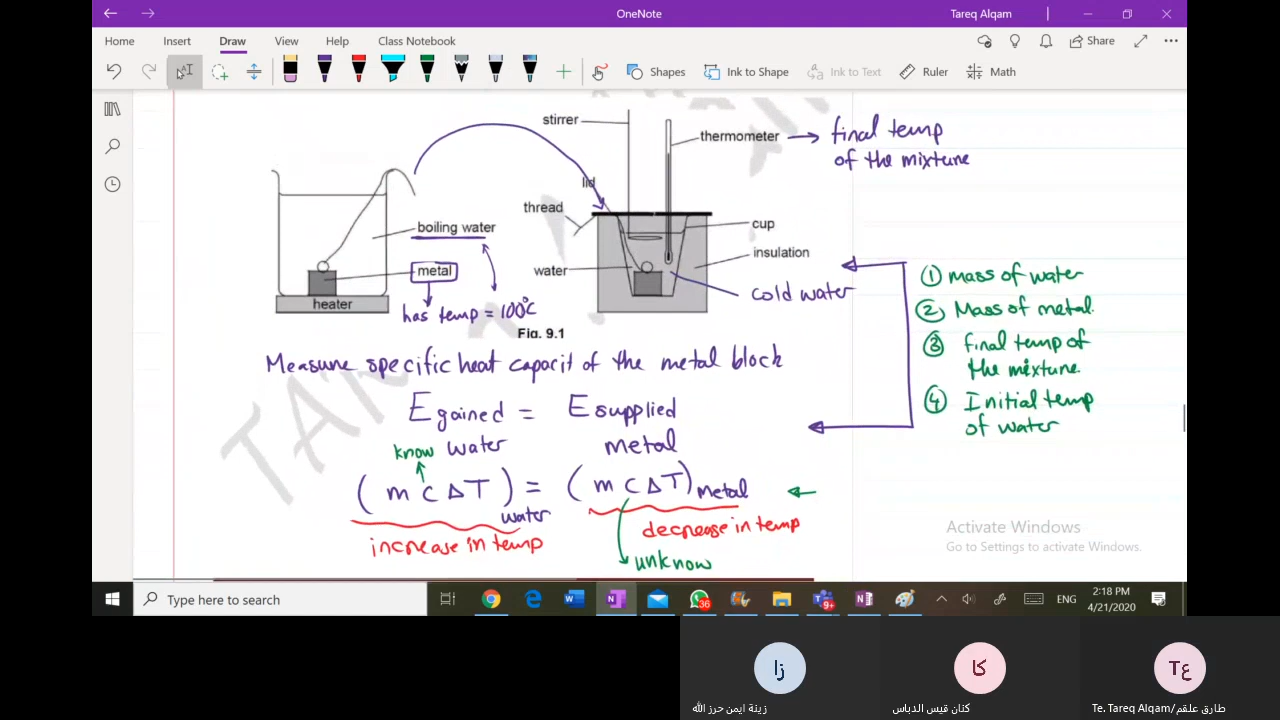 OneNote
Tareq Alqam
Home Insert Draw View Help Class Notebook
Share
Shapes Ink to Shape Ink to Text Ruler Math
stirrer
thermometer → final temp
of the mixture
lid
thread
cup
boiling water
insulation
water
metal
cold water
heater
has temp = 100°C
Fig. 9.1
① mass of water
② Mass of metal.
③ final temp of
the mixture.
④ Initial temp
of water
Measure specific heat capacit of the metal block
E gained = E supplied
water metal
know
( m c ΔT ) water = ( m c ΔT ) metal
increase in temp
decrease in temp
unknow
Activate Windows
Go to Settings to activate Windows.
Type here to search
36
9+
ENG
2:18 PM
4/21/2020
زا
كا
Tع
زينة ايمن حرز الله
كنان قيس الدباس
Te. Tareq Alqam/طارق علقم